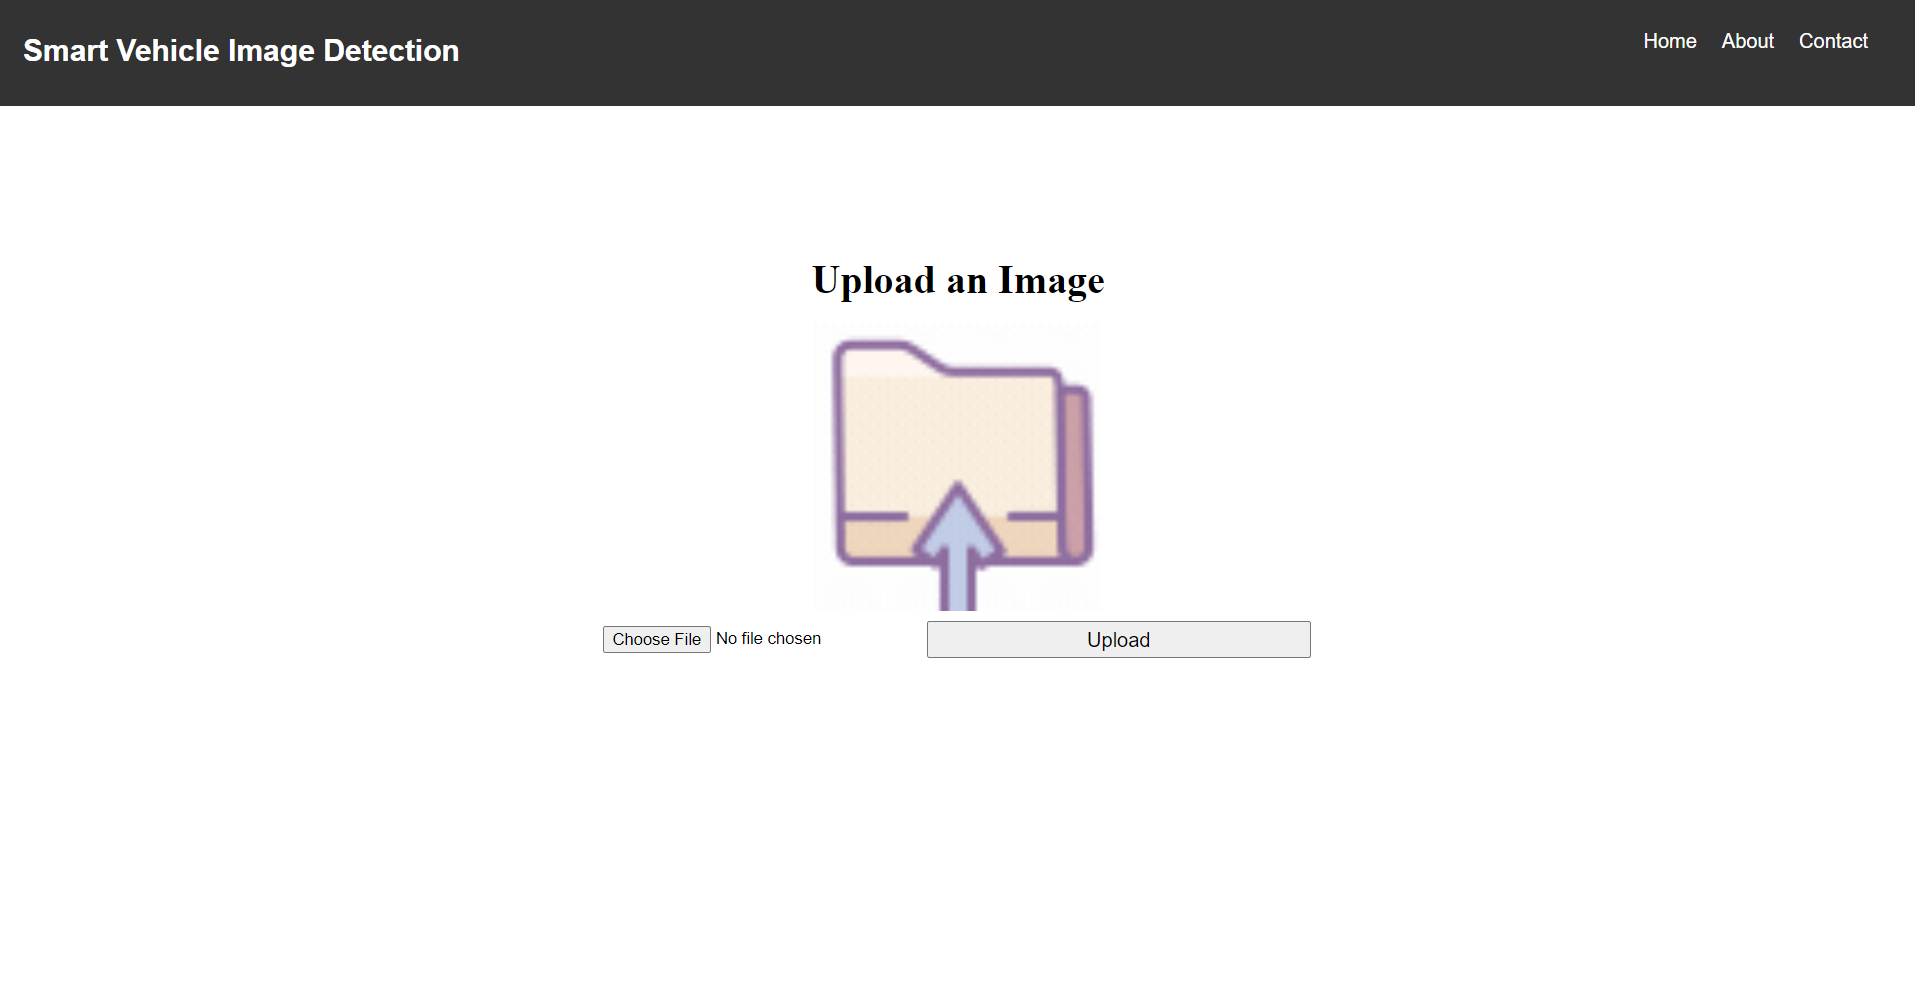 Smart Vehicle Image Detection
Home About Contact
Upload an Image
Choose File No file chosen
Upload